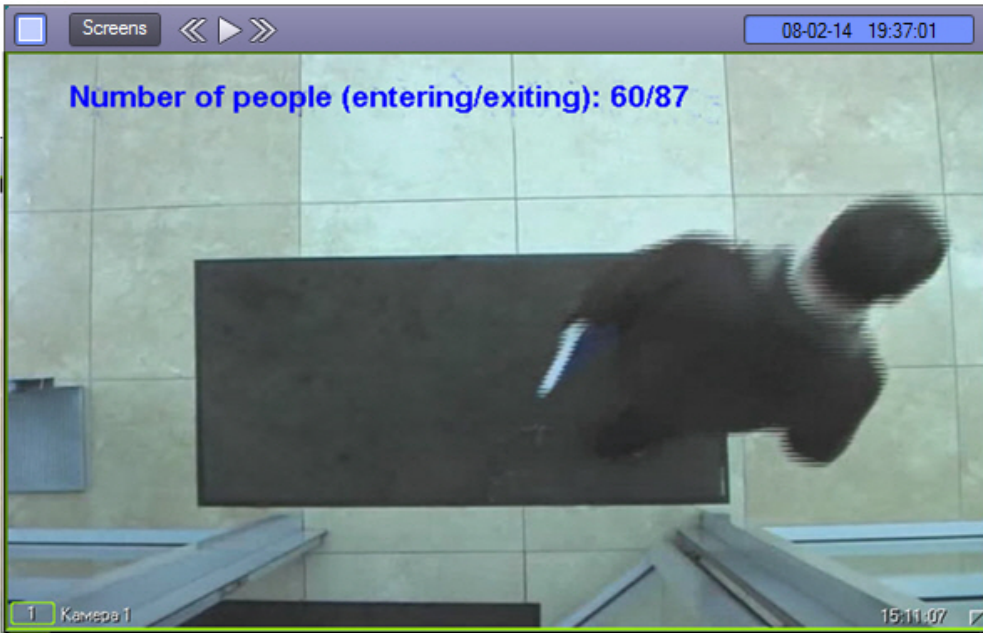 Screens
08-02-14 19:37:01
Number of people (entering/exiting): 60/87
1 Камера 1
15:11:07